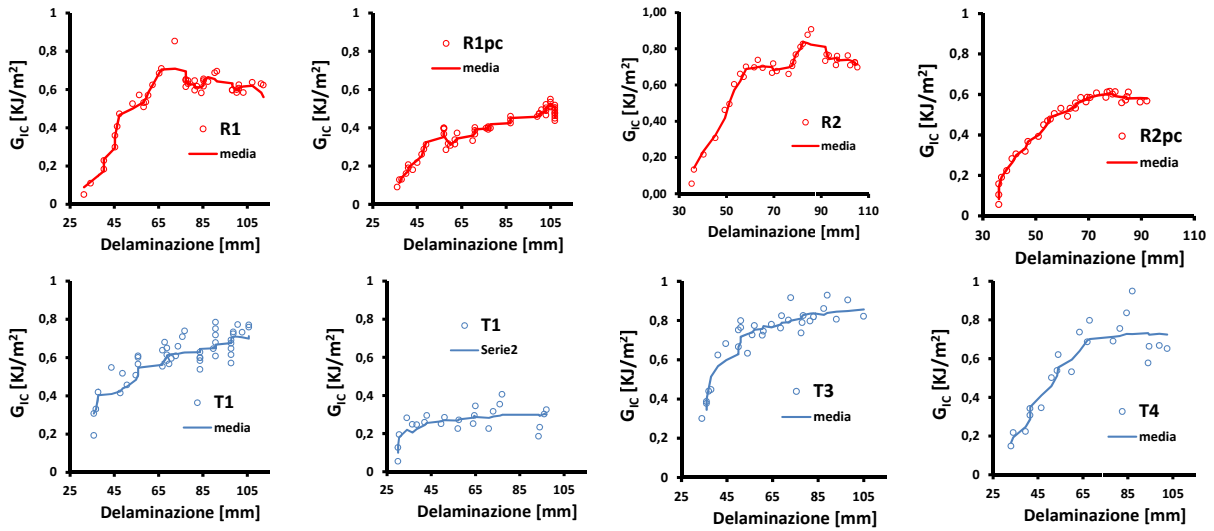 G_IC [KJ/m²]
1
0,8
0,6
0,4
0,2
0
R1
media
25 45 65 85 105
Delaminazione [mm]
G_IC [KJ/m²]
1
0,8
0,6
0,4
0,2
0
R1pc
media
25 45 65 85 105
Delaminazione [mm]
G_IC [KJ/m²]
1,00
0,80
0,60
0,40
0,20
0,00
R2
media
30 50 70 90 110
Delaminazione [mm]
G_IC [KJ/m²]
1
0,8
0,6
0,4
0,2
0
R2pc
media
30 50 70 90 110
Delaminazione [mm]
G_IC [KJ/m²]
1
0,8
0,6
0,4
0,2
0
T1
media
25 45 65 85 105
Delaminazione [mm]
G_IC [KJ/m²]
1
0,8
0,6
0,4
0,2
0
T1
Serie2
25 45 65 85 105
Delaminazione [mm]
G_IC [KJ/m²]
1
0,8
0,6
0,4
0,2
0
T3
media
25 45 65 85 105
Delaminazione [mm]
G_IC [KJ/m²]
1
0,8
0,6
0,4
0,2
0
T4
media
25 45 65 85 105
Delaminazione [mm]